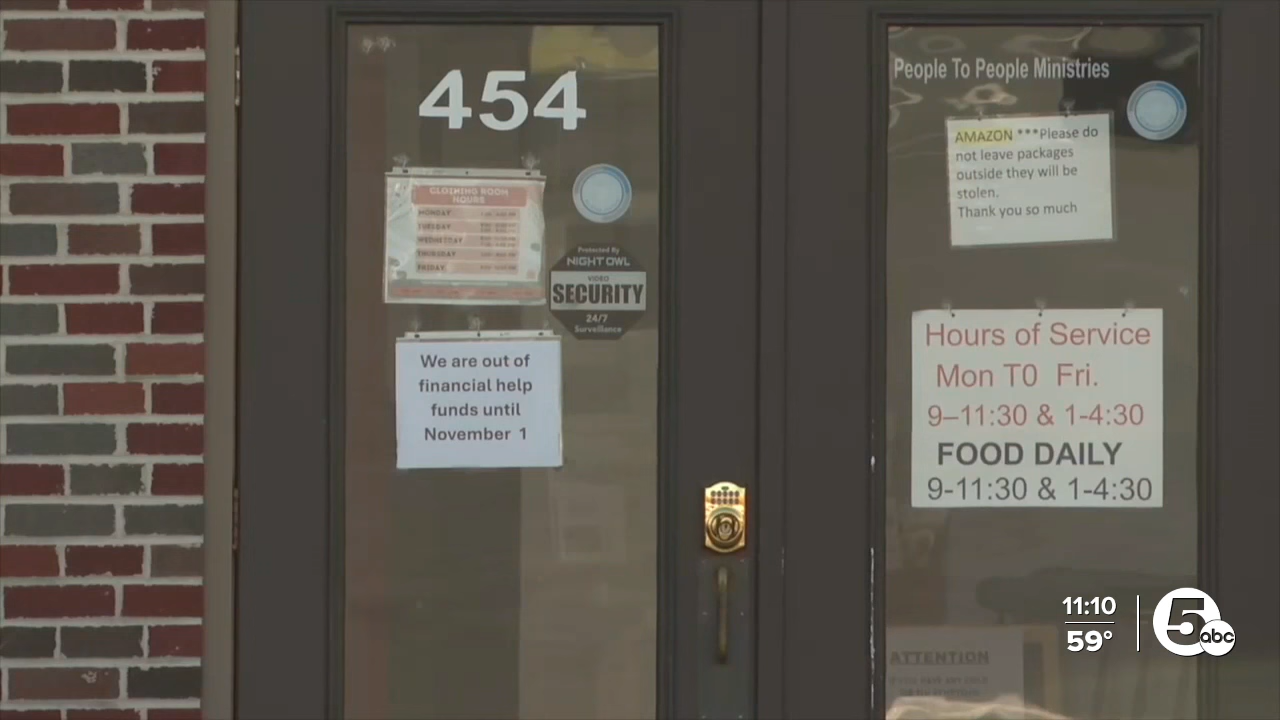 454
CLOTHING ROOM
HOURS
MONDAY
TUESDAY
WEDNESDAY
THURSDAY
FRIDAY
Protected By
NIGHT OWL
VIDEO
SECURITY
24/7
Surveillance
We are out of
financial help
funds until
November 1
People To People Ministries
AMAZON ***Please do
not leave packages
outside they will be
stolen.
Thank you so much
Hours of Service
Mon T0 Fri.
9–11:30 & 1-4:30
FOOD DAILY
9-11:30 & 1-4:30
ATTENTION
11:10
59°
5
abc